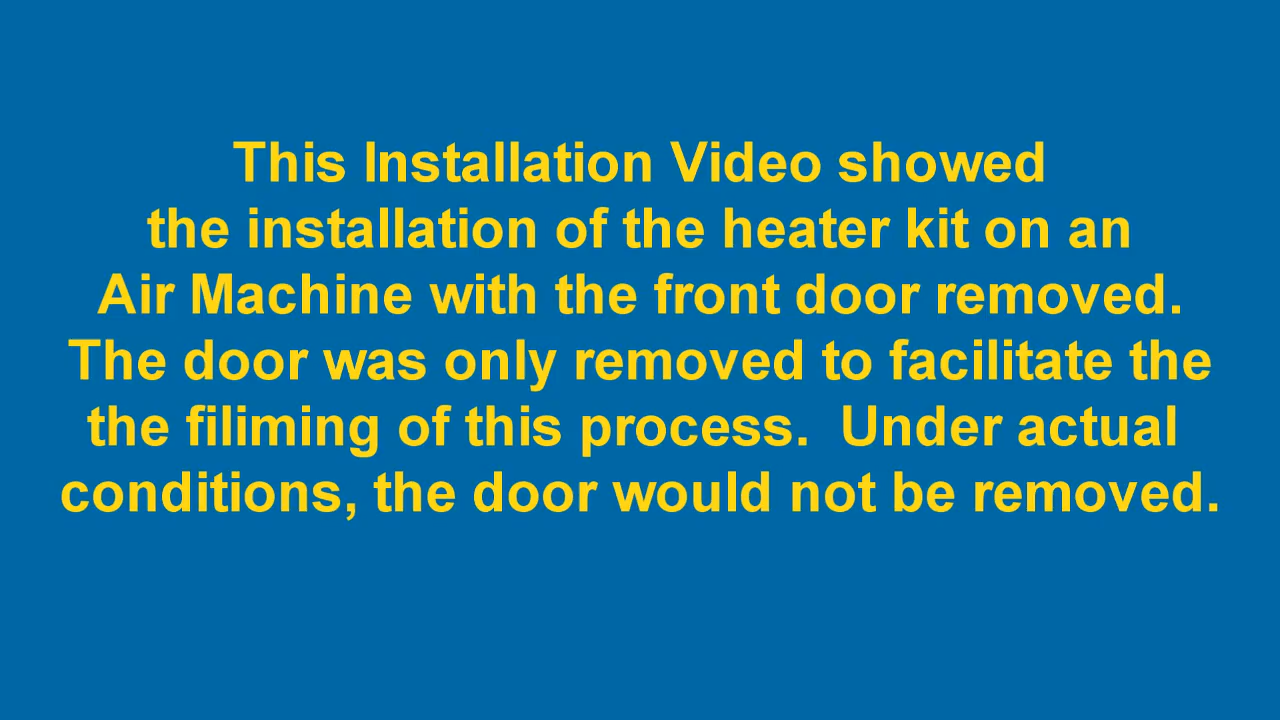 This Installation Video showed
the installation of the heater kit on an
Air Machine with the front door removed.
The door was only removed to facilitate the
the filiming of this process.  Under actual
conditions, the door would not be removed.